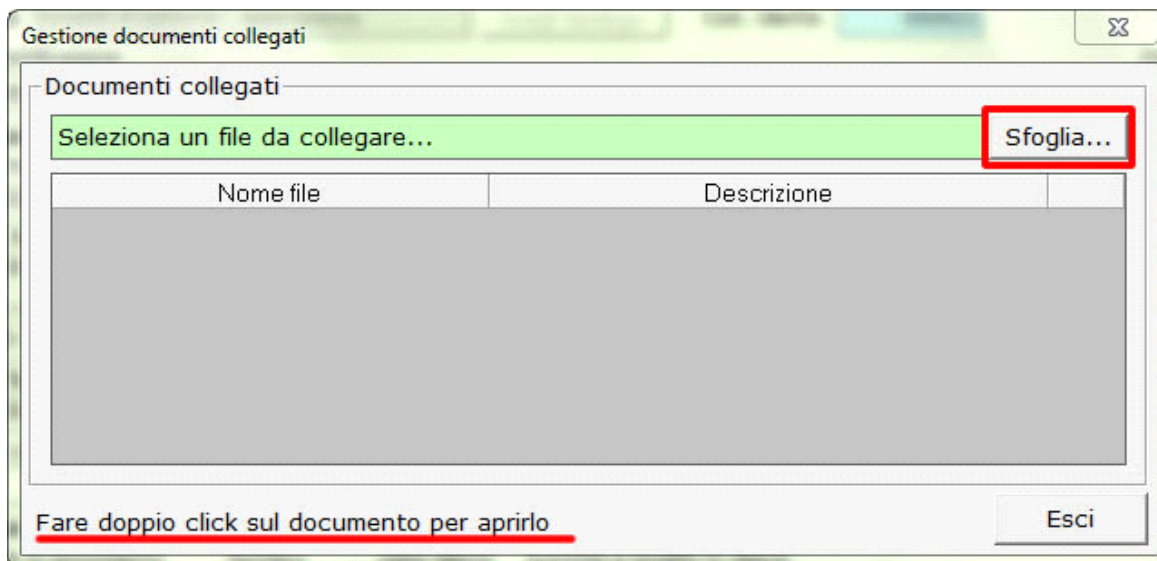 Gestione documenti collegati
Documenti collegati
Seleziona un file da collegare...
Sfoglia...
Nome file
Descrizione
Fare doppio click sul documento per aprirlo
Esci